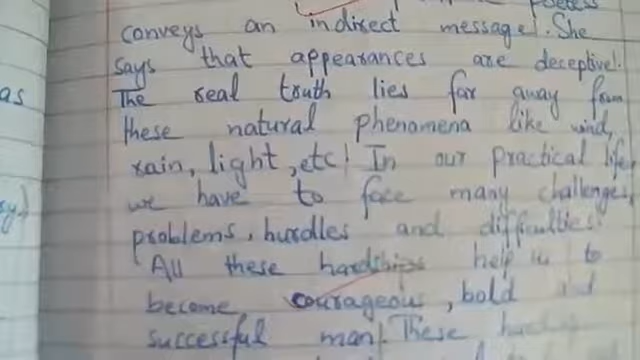 poetess
conveys an indirect message! She
says that appearances are deceptive!
as The real truth lies far away from
these natural phenomena like wind,
rain, light, etc! In our practical life,
we have to face many challenges,
problems, hurdles and difficulties.
All these hardships help us to
become courageous, bold and
successful man! These